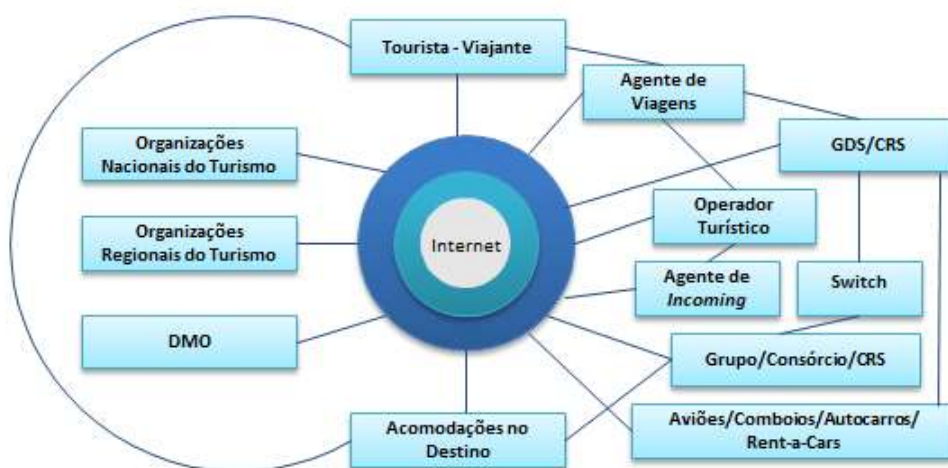 Tourista - Viajante
Agente de
Viagens
GDS/CRS
Organizações
Nacionais do Turismo
Operador
Turístico
Organizações
Regionais do Turismo
Internet
Agente de
Incoming
Switch
DMO
Grupo/Consórcio/CRS
Acomodações no
Destino
Aviões/Comboios/Autocarros/
Rent-a-Cars